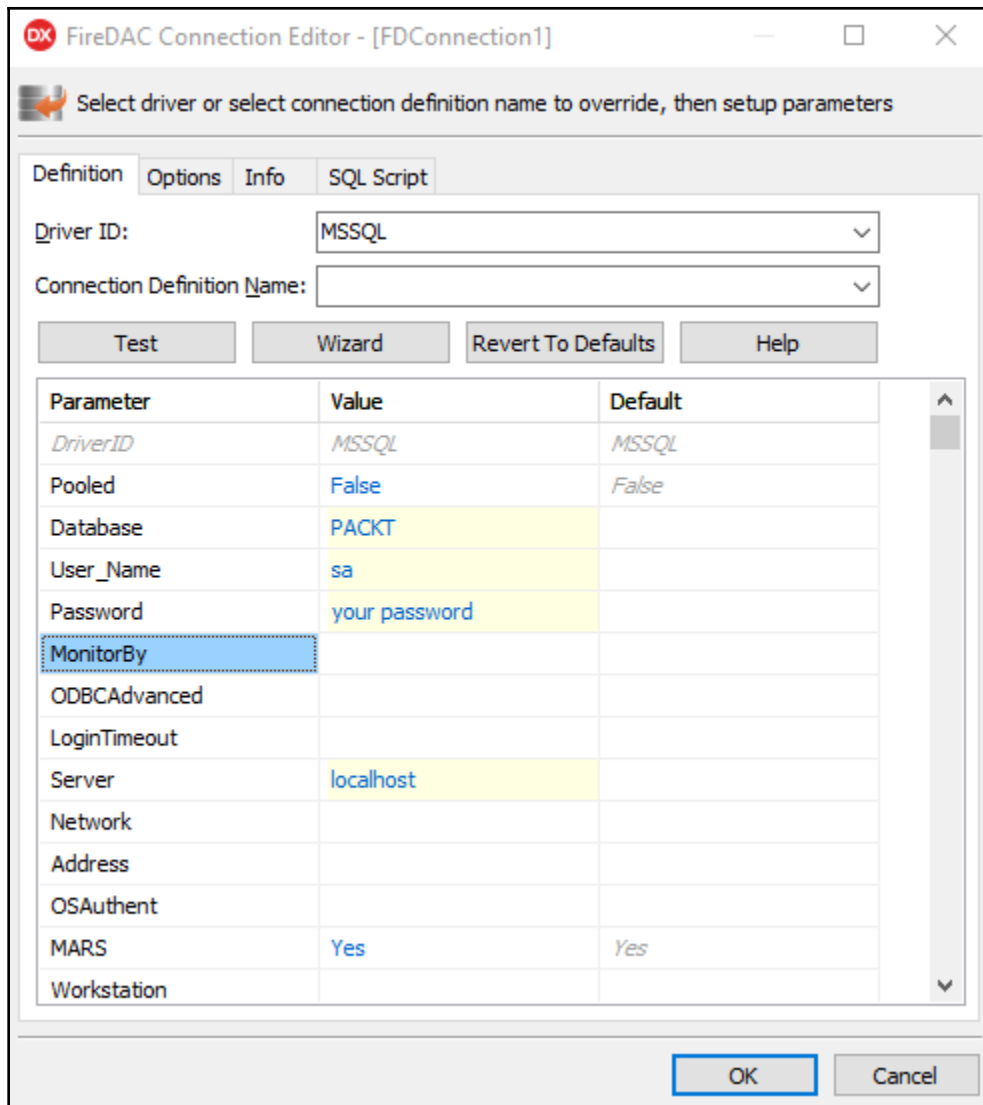 DX FireDAC Connection Editor - [FDConnection1]
Select driver or select connection definition name to override, then setup parameters
Definition Options Info SQL Script
Driver ID: MSSQL
Connection Definition Name:
Test Wizard Revert To Defaults Help
Parameter Value Default
DriverID MSSQL MSSQL
Pooled False False
Database PACKT
User_Name sa
Password your password
MonitorBy
ODBCAdvanced
LoginTimeout
Server localhost
Network
Address
OSAuthent
MARS Yes Yes
Workstation
OK Cancel